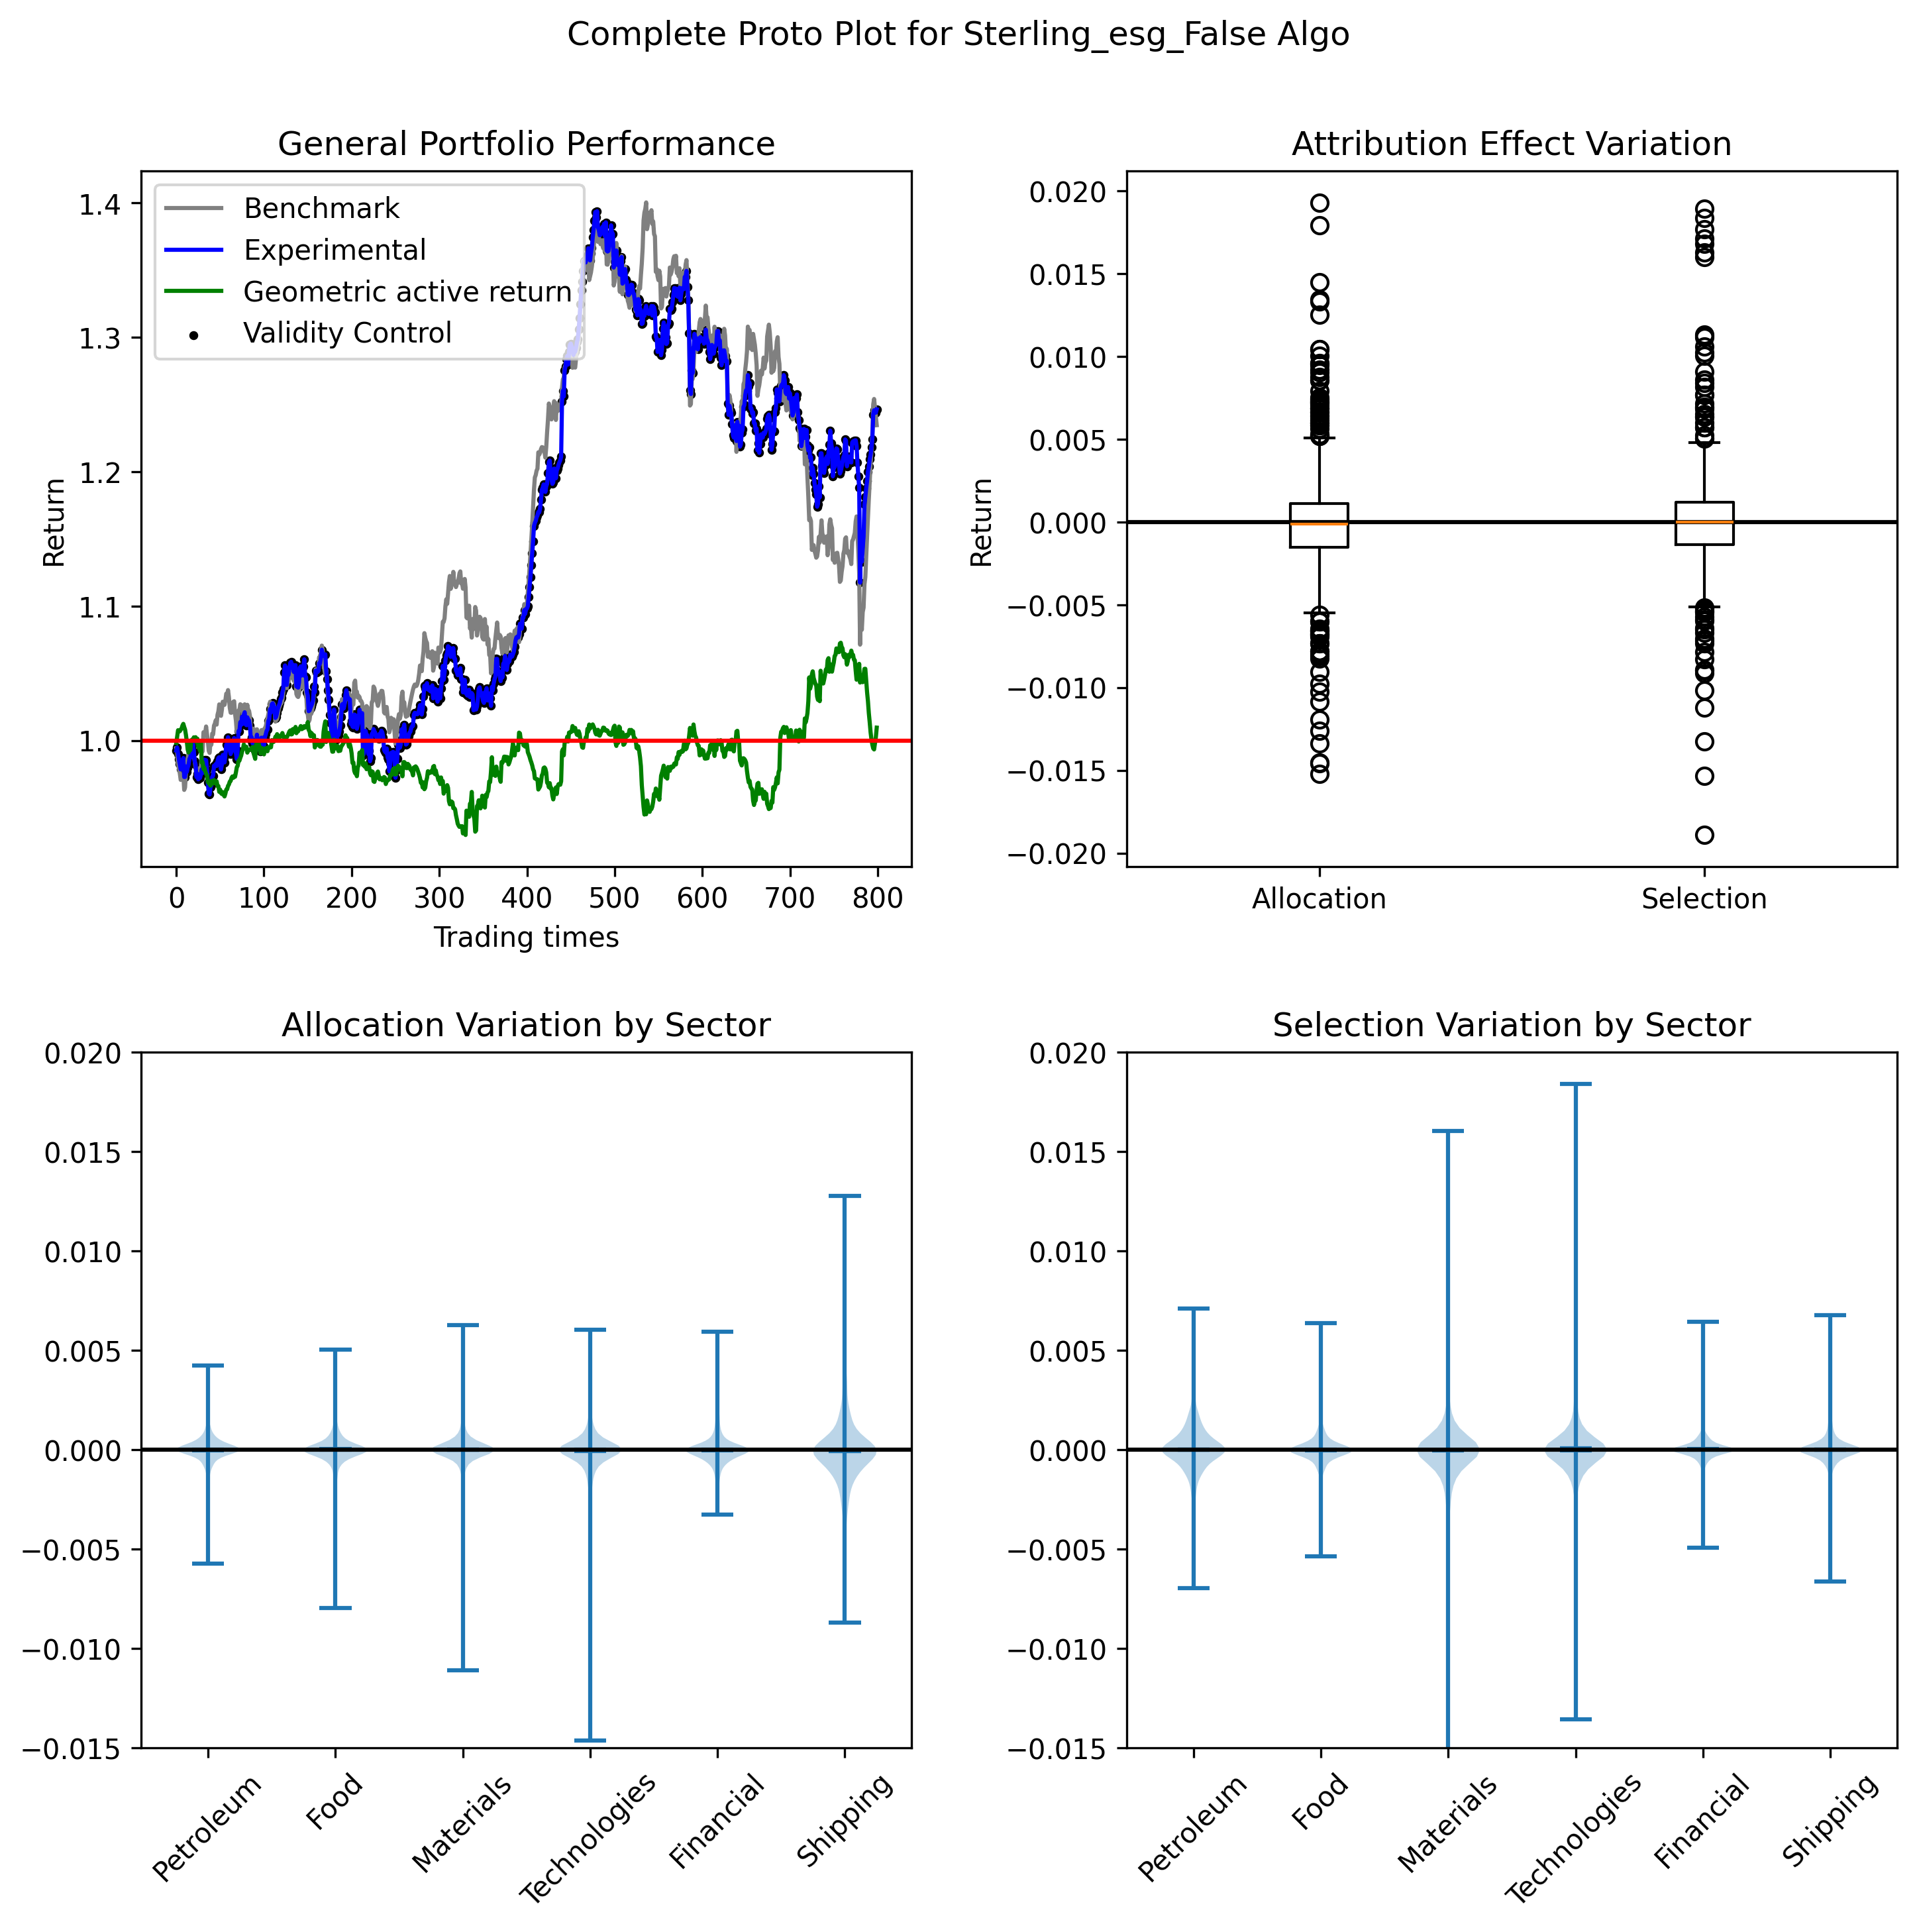 Complete Proto Plot for Sterling_esg_False Algo
General Portfolio Performance
Return
1.4
1.3
1.2
1.1
1.0
Benchmark
Experimental
Geometric active return
Validity Control
0 100 200 300 400 500 600 700 800
Trading times
Attribution Effect Variation
Return
0.020
0.015
0.010
0.005
0.000
−0.005
−0.010
−0.015
−0.020
Allocation Selection
Allocation Variation by Sector
0.020
0.015
0.010
0.005
0.000
−0.005
−0.010
−0.015
Petroleum
Food
Materials
Technologies
Financial
Shipping
Selection Variation by Sector
0.020
0.015
0.010
0.005
0.000
−0.005
−0.010
−0.015
Petroleum
Food
Materials
Technologies
Financial
Shipping